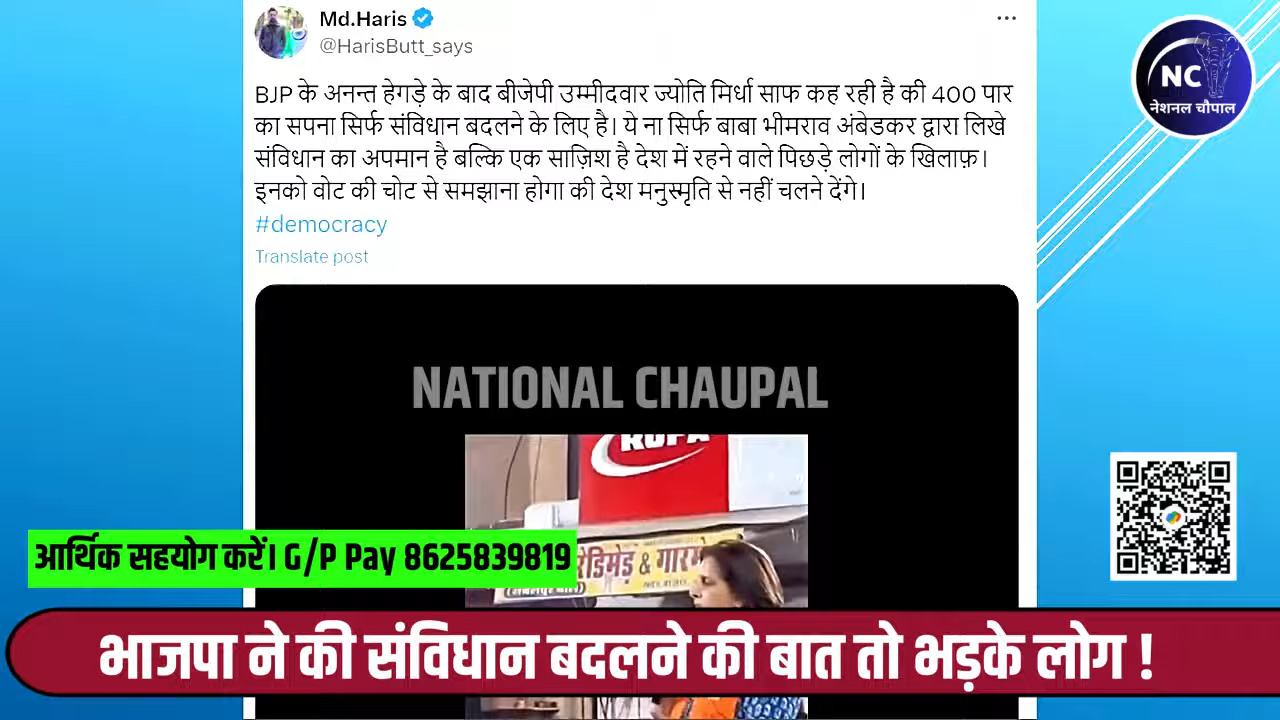 Md.Haris
@HarisButt_says
NC
नेशनल चौपाल
BJP के अनन्त हेगड़े के बाद बीजेपी उम्मीदवार ज्योति मिर्धा साफ कह रही है की 400 पार
का सपना सिर्फ संविधान बदलने के लिए है। ये ना सिर्फ बाबा भीमराव अंबेडकर द्वारा लिखे
संविधान का अपमान है बल्कि एक साज़िश है देश में रहने वाले पिछड़े लोगों के खिलाफ़।
इनको वोट की चोट से समझाना होगा की देश मनुस्मृति से नहीं चलने देंगे।
#democracy
Translate post
NATIONAL CHAUPAL
RUPA
रेडिमेड़ & गारमे
आर्थिक सहयोग करें। G/P Pay 8625839819
भाजपा ने की संविधान बदलने की बात तो भड़के लोग !